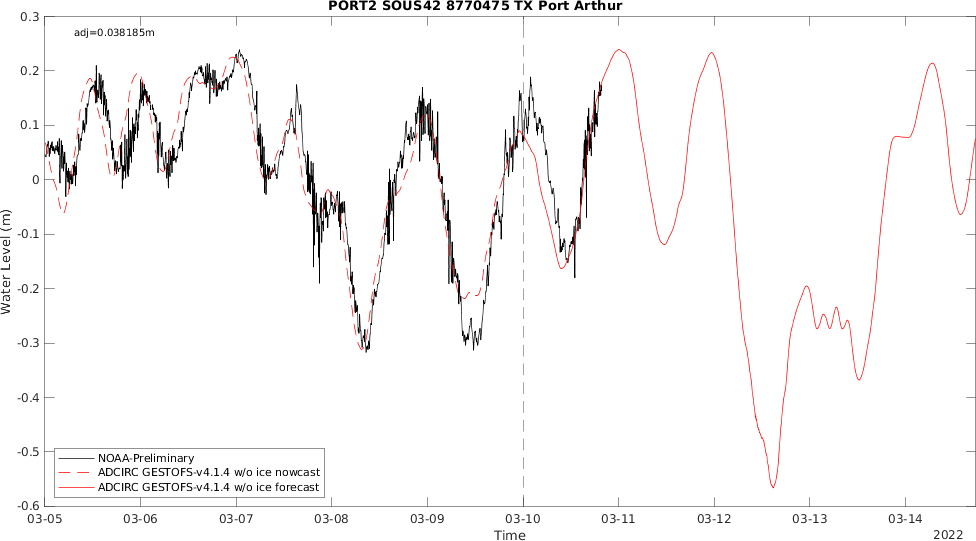 PORT2 SOUS42 8770475 TX Port Arthur
adj=0.038185m
0.3
0.2
0.1
0
-0.1
-0.2
-0.3
-0.4
-0.5
-0.6
Water Level (m)
NOAA-Preliminary
ADCIRC GESTOFS-v4.1.4 w/o ice nowcast
ADCIRC GESTOFS-v4.1.4 w/o ice forecast
03-05 03-06 03-07 03-08 03-09 03-10 03-11 03-12 03-13 03-14
Time
2022